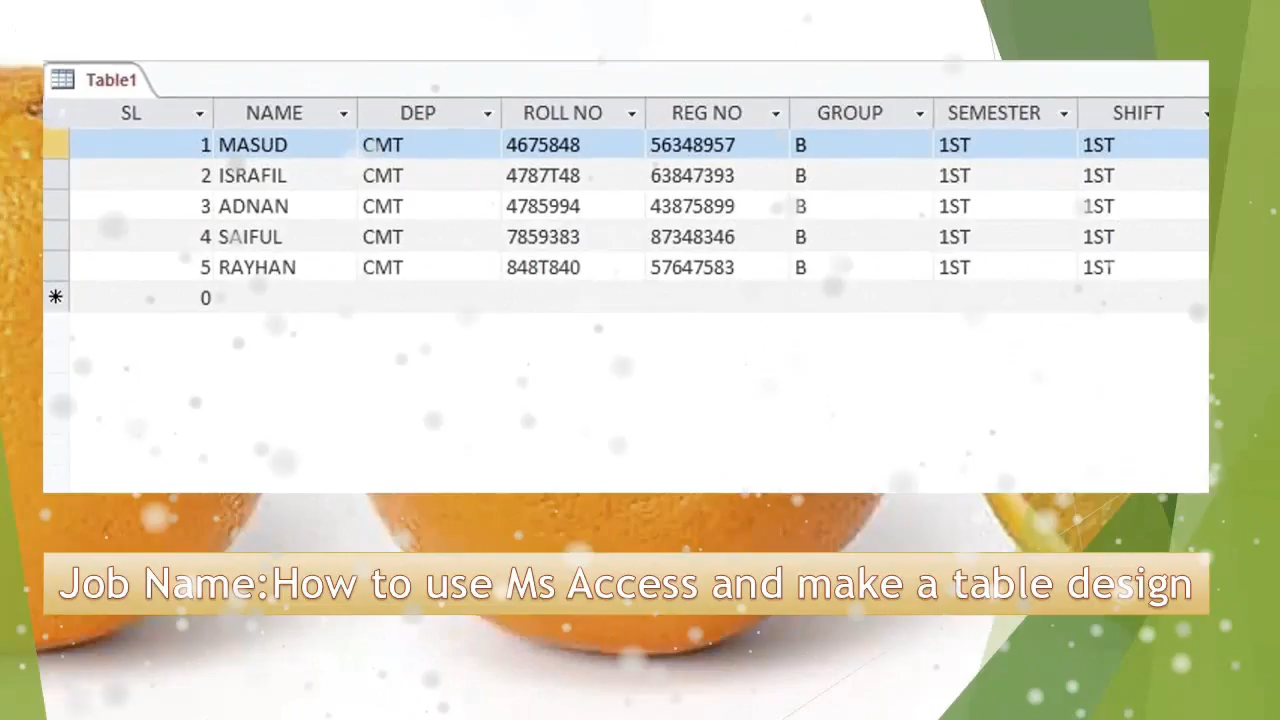 Table1
SL NAME DEP ROLL NO REG NO GROUP SEMESTER SHIFT
1 MASUD CMT 4675848 56348957 B 1ST 1ST
2 ISRAFIL CMT 4787T48 63847393 B 1ST 1ST
3 ADNAN CMT 4785994 43875899 B 1ST 1ST
4 SAIFUL CMT 7859383 87348346 B 1ST 1ST
5 RAYHAN CMT 848T840 57647583 B 1ST 1ST
* 0
Job Name:How to use Ms Access and make a table design